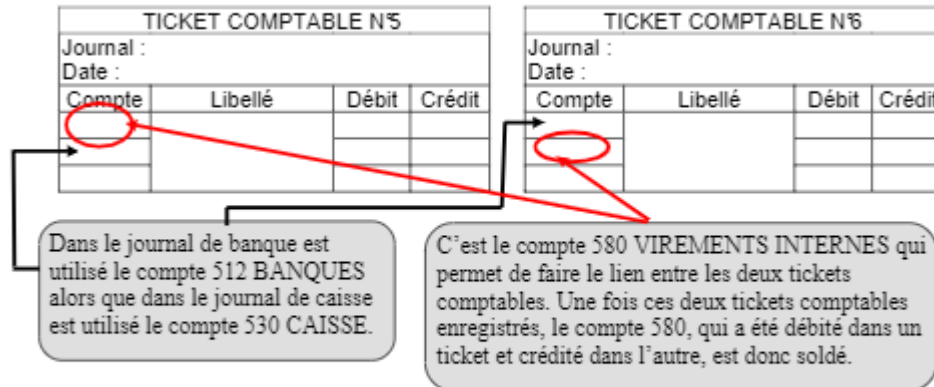 TICKET COMPTABLE N°5
Journal :
Date :
Compte Libellé Débit Crédit
TICKET COMPTABLE N°6
Journal :
Date :
Compte Libellé Débit Crédit
Dans le journal de banque est
utilisé le compte 512 BANQUES
alors que dans le journal de caisse
est utilisé le compte 530 CAISSE.
C’est le compte 580 VIREMENTS INTERNES qui
permet de faire le lien entre les deux tickets
comptables. Une fois ces deux tickets comptables
enregistrés, le compte 580, qui a été débité dans un
ticket et crédité dans l’autre, est donc soldé.